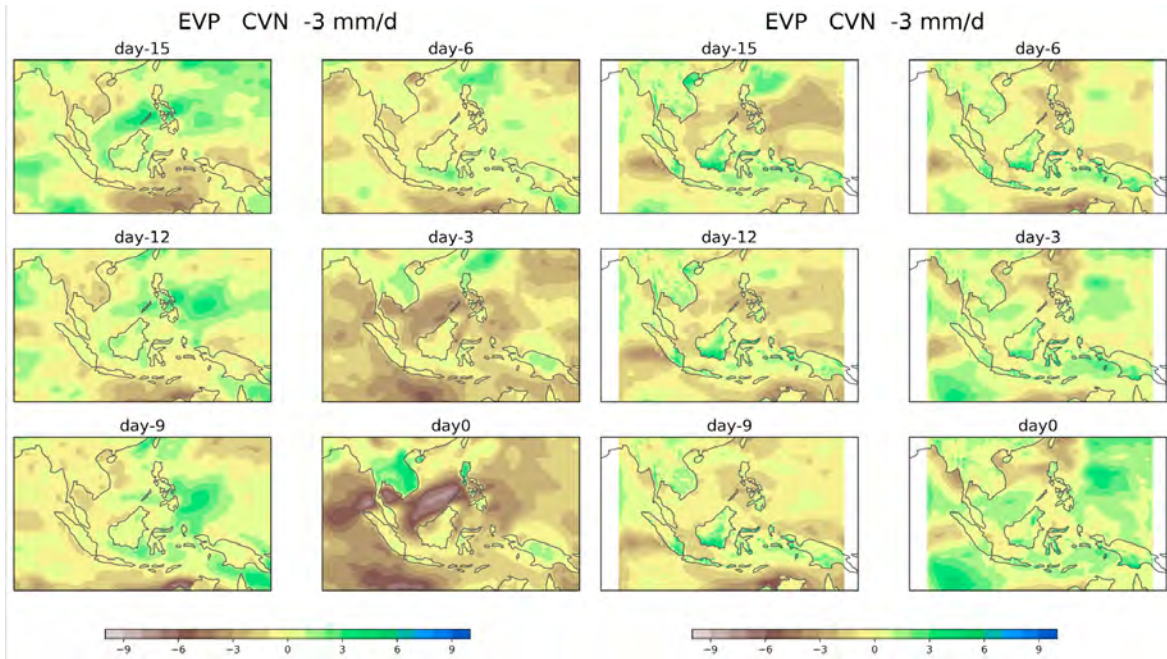 EVP CVN -3 mm/d EVP CVN -3 mm/d
day-15 day-6 day-15 day-6
day-12 day-3 day-12 day-3
day-9 day0 day-9 day0
−9 −6 −3 0 3 6 9 −9 −6 −3 0 3 6 9